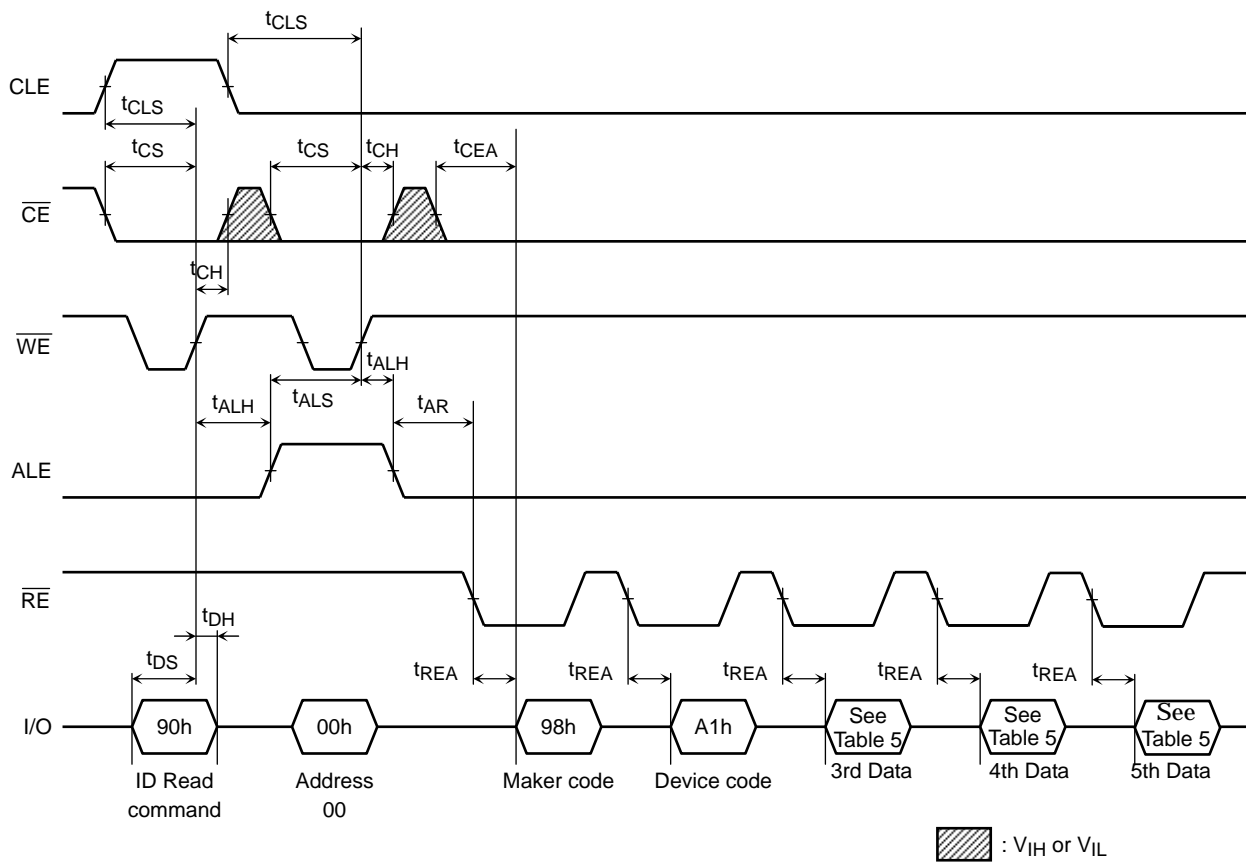 tCLS
CLE
tCLS
tCS
tCS
tCH
tCEA
CE
tCH
WE
tALH
tALH
tALS
tAR
ALE
RE
tDH
tDS
tREA
tREA
tREA
tREA
tREA
I/O
90h
00h
98h
A1h
See
Table 5
See
Table 5
See
Table 5
ID Read
command
Address
00
Maker code
Device code
3rd Data
4th Data
5th Data
: VIH or VIL